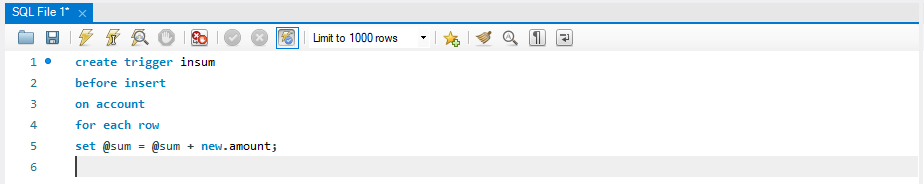 SQL File 1*
Limit to 1000 rows
1 create trigger insum
2 before insert
3 on account
4 for each row
5 set @sum = @sum + new.amount;
6